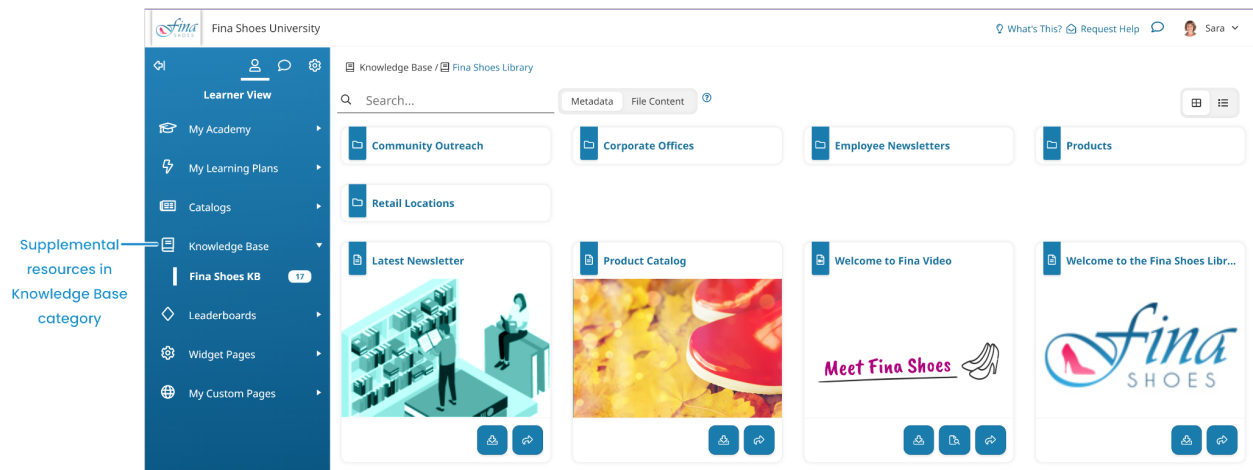 Fina
SHOES
Fina Shoes University
What's This?
Request Help
Sara
Learner View
My Academy
My Learning Plans
Catalogs
Knowledge Base
Fina Shoes KB
17
Leaderboards
Widget Pages
My Custom Pages
Supplemental
resources in
Knowledge Base
category
Knowledge Base / Fina Shoes Library
Search...
Metadata
File Content
?
Community Outreach
Corporate Offices
Employee Newsletters
Products
Retail Locations
Latest Newsletter
Product Catalog
Welcome to Fina Video
Welcome to the Fina Shoes Libr...
Meet Fina Shoes
Fina
SHOES